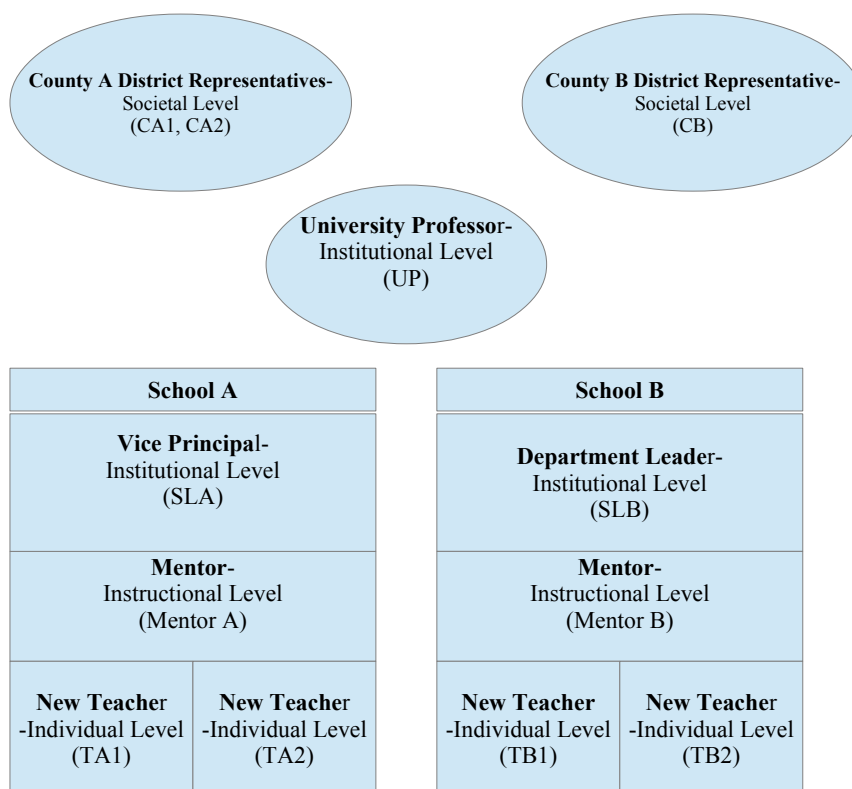 County A District Representatives-
Societal Level
(CA1, CA2)
County B District Representative-
Societal Level
(CB)
University Professor-
Institutional Level
(UP)
School A
Vice Principal-
Institutional Level
(SLA)
Mentor-
Instructional Level
(Mentor A)
New Teacher
-Individual Level
(TA1)
New Teacher
-Individual Level
(TA2)
School B
Department Leader-
Institutional Level
(SLB)
Mentor-
Instructional Level
(Mentor B)
New Teacher
-Individual Level
(TB1)
New Teacher
-Individual Level
(TB2)